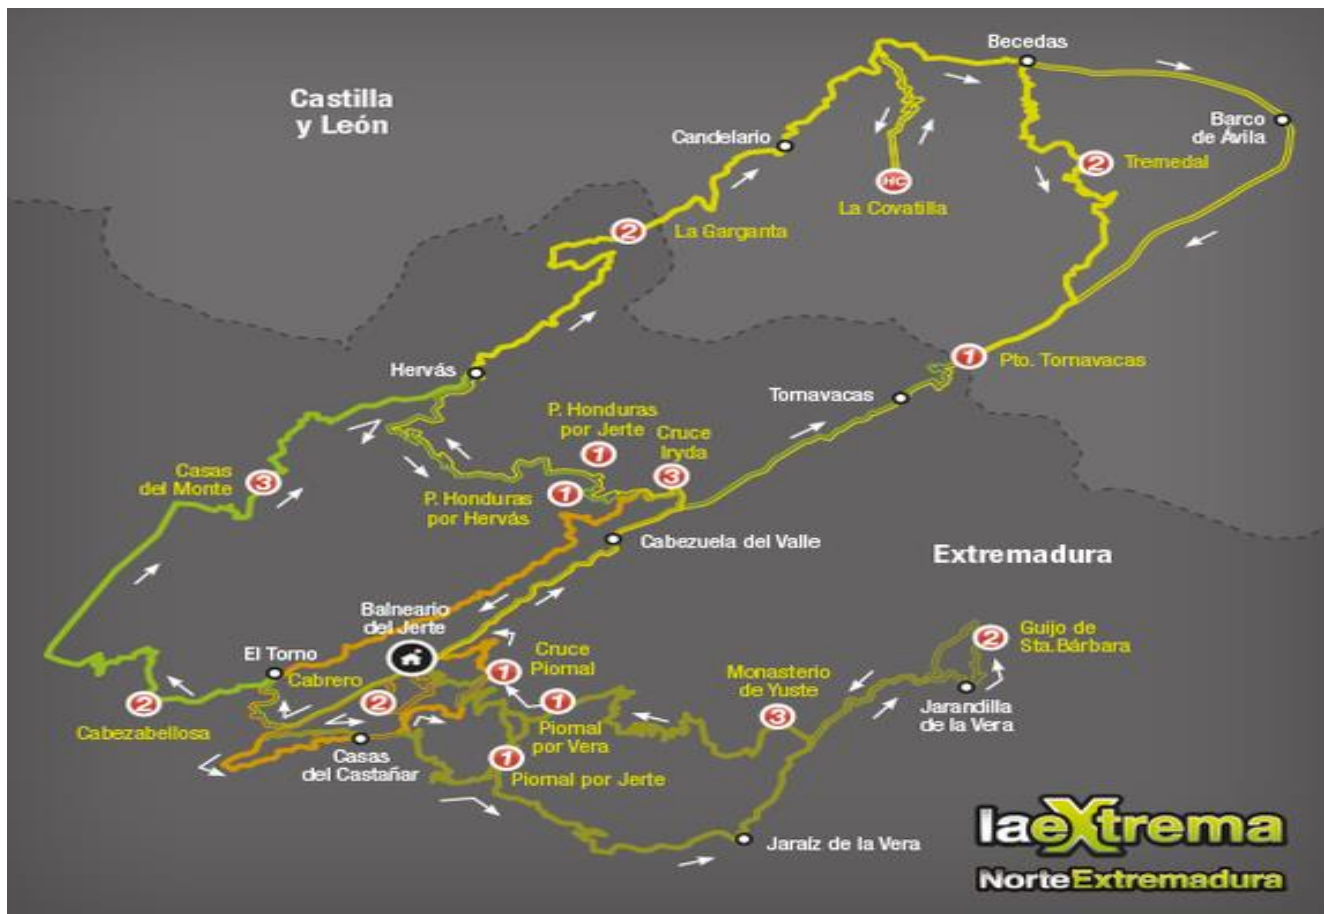 Becedas
Castilla
y León
Barco
de Ávila
Candelario
2
Tremedal
HC
La Covatilla
2
La Garganta
1
Pto. Tornavacas
Hervás
Tornavacas
P. Honduras
por Jerte
1
Cruce
Iryda
3
Casas
del Monte
3
P. Honduras
por Hervás
1
Cabezuela del Valle
Extremadura
Balneario
del Jerte
Guijo de
Sta. Bárbara
2
El Torno
Cabrero
2
Cruce
Piornal
1
Monasterio
de Yuste
3
Jarandilla
de la Vera
2
Cabezabellosa
1
Piornal
por Vera
Casas
del Castañar
1
Piornal por Jerte
Jaraíz de la Vera
laeXtrema
NorteExtremadura